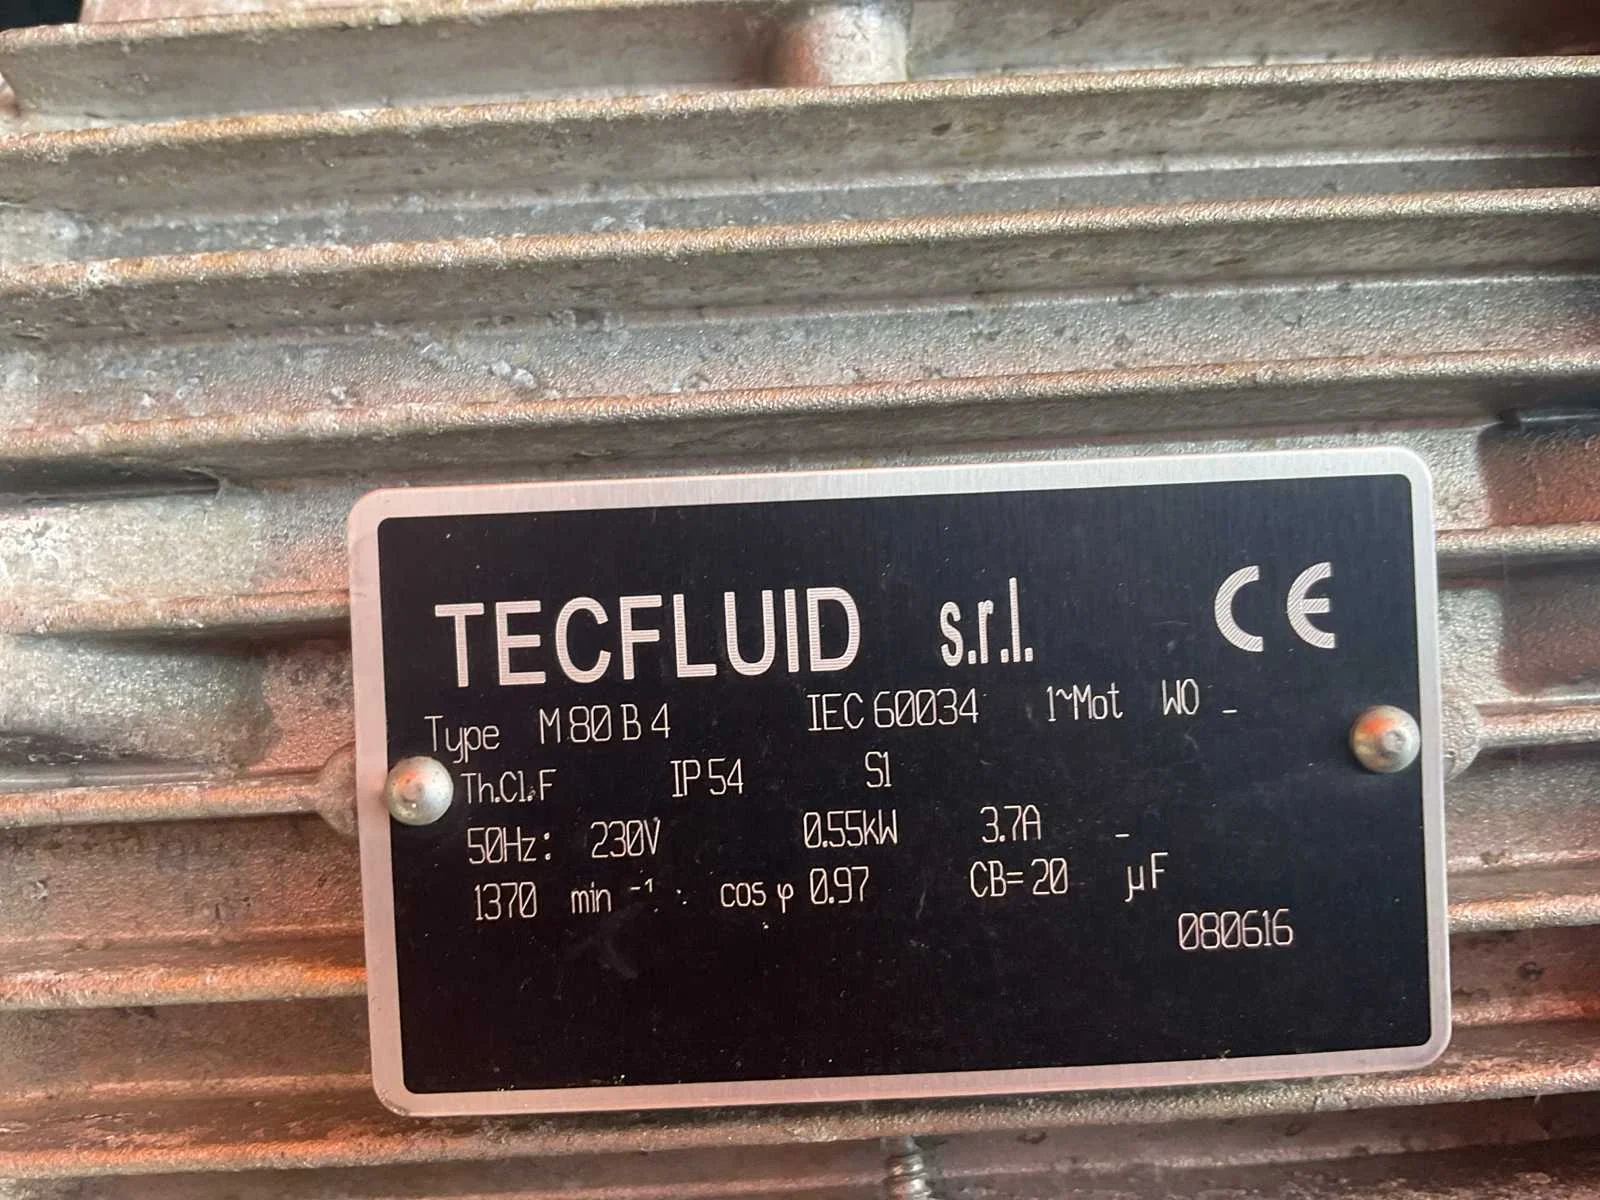 TECFLUID s.r.l. CE
Type M 80 B 4 IEC 60034 1~Mot WO _
Th.Cl.F IP 54 S1
50Hz: 230V 0.55kW 3.7A _
1370 min ⁻¹ : cos φ 0.97 CB= 20 µF
080616